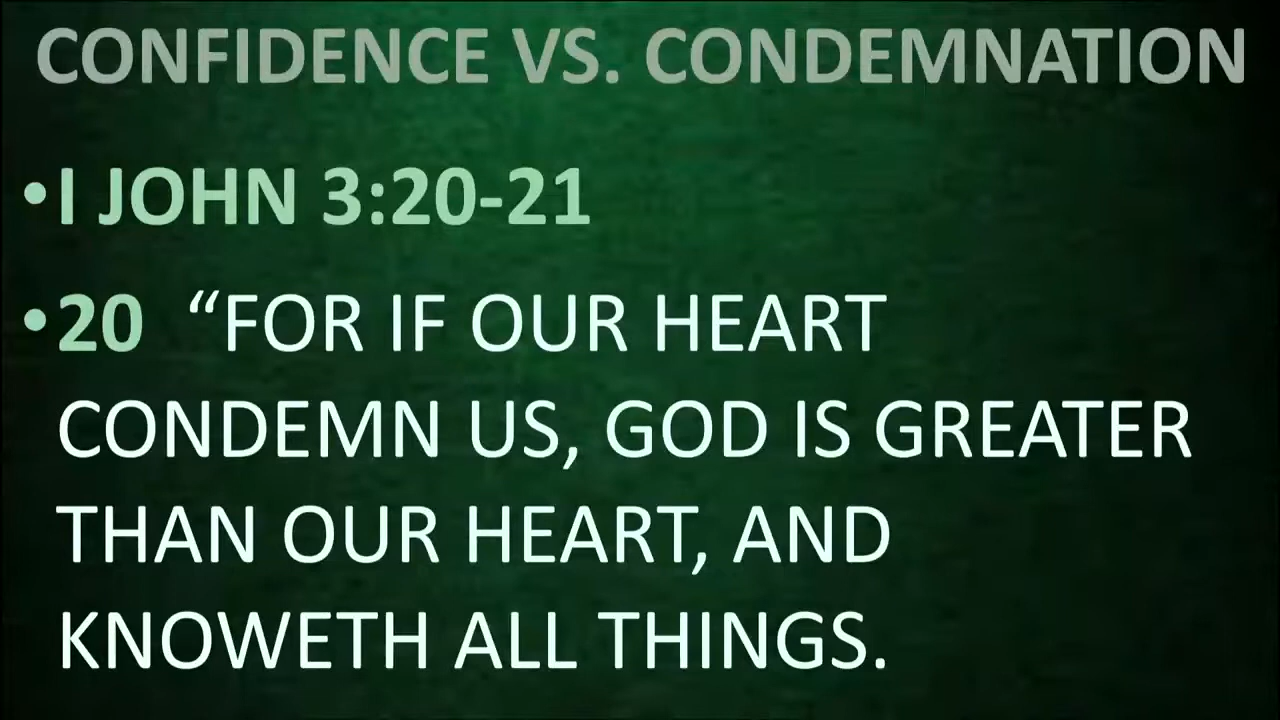 CONFIDENCE VS. CONDEMNATION
•I JOHN 3:20-21
•20 “FOR IF OUR HEART
CONDEMN US, GOD IS GREATER
THAN OUR HEART, AND
KNOWETH ALL THINGS.